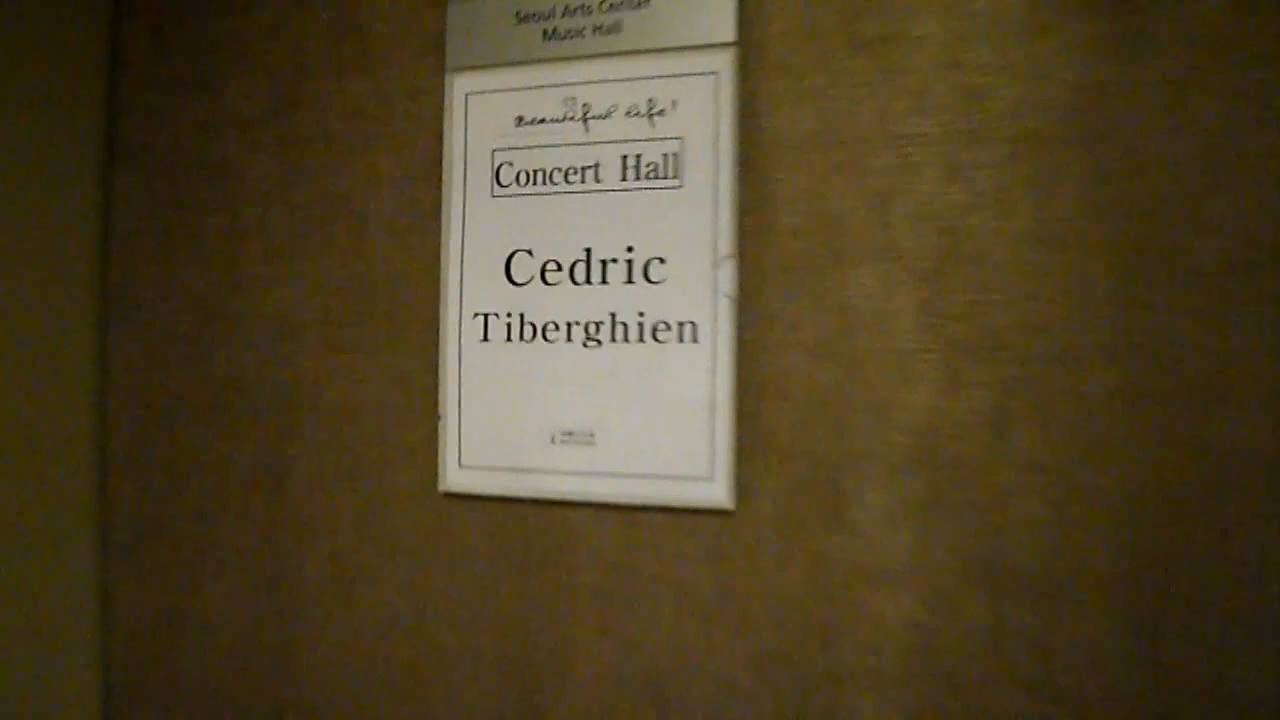 Seoul Arts Center
Music Hall
Beautiful Life!
Concert Hall
Cedric
Tiberghien